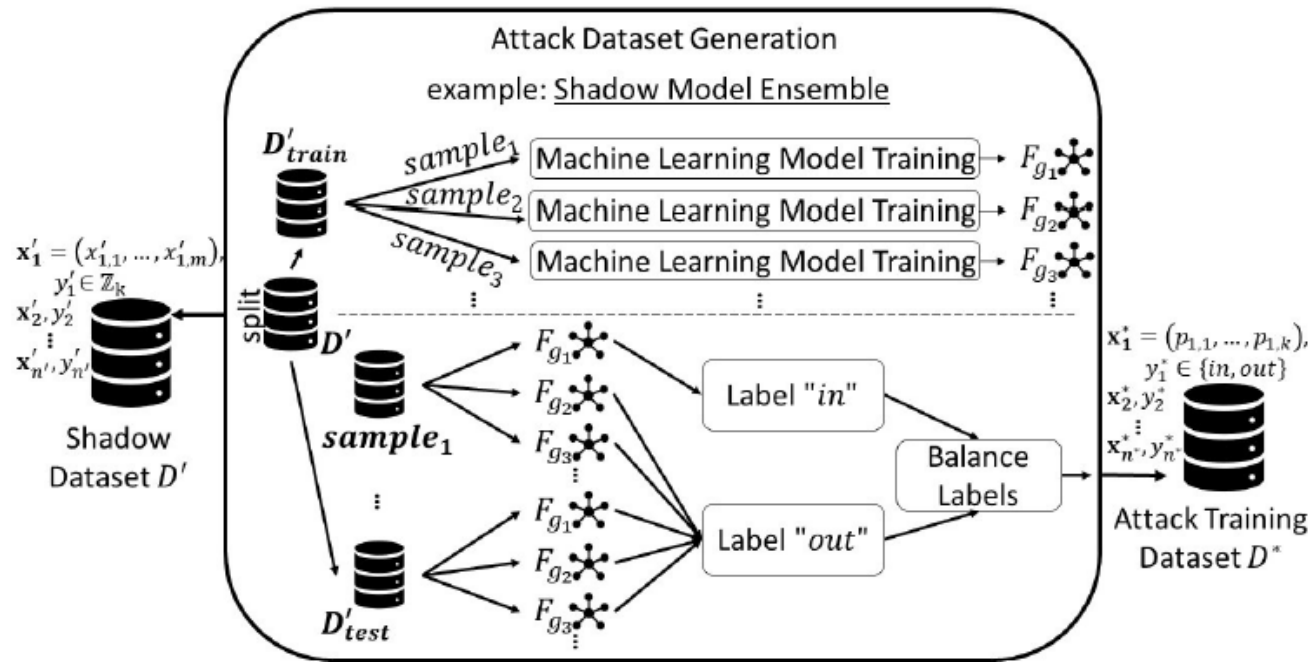 Attack Dataset Generation
example: Shadow Model Ensemble
D'train
sample1
Machine Learning Model Training
Fg1
sample2
Machine Learning Model Training
Fg2
sample3
Machine Learning Model Training
Fg3
⋮ ⋮ ⋮
x'1 = (x'1,1, ..., x'1,m),
y'1 ∈ ℤk
x'2, y'2
⋮
x'n', y'n'
Shadow
Dataset D'
split
D'
sample1
⋮
Fg1
Fg2
Fg3
⋮
Label "in"
D'test
Fg1
Fg2
Fg3
⋮
Label "out"
Balance
Labels
x*1 = (p1,1, ..., p1,k),
y*1 ∈ {in, out}
x*2, y*2
⋮
x*n*, y*n*
Attack Training
Dataset D*